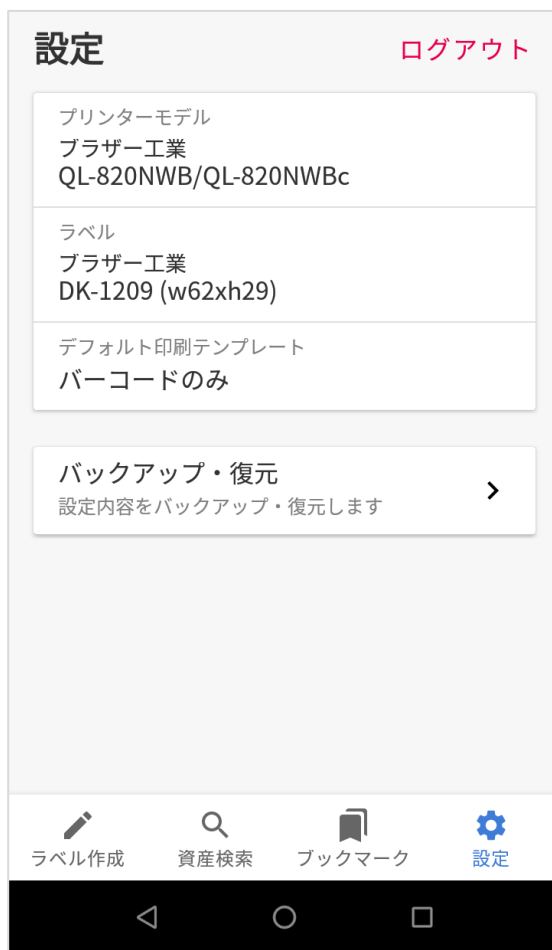 設定
ログアウト
プリンターモデル
ブラザー工業
QL-820NWB/QL-820NWBc
ラベル
ブラザー工業
DK-1209 (w62xh29)
デフォルト印刷テンプレート
バーコードのみ
バックアップ・復元
設定内容をバックアップ・復元します
ラベル作成
資産検索
ブックマーク
設定